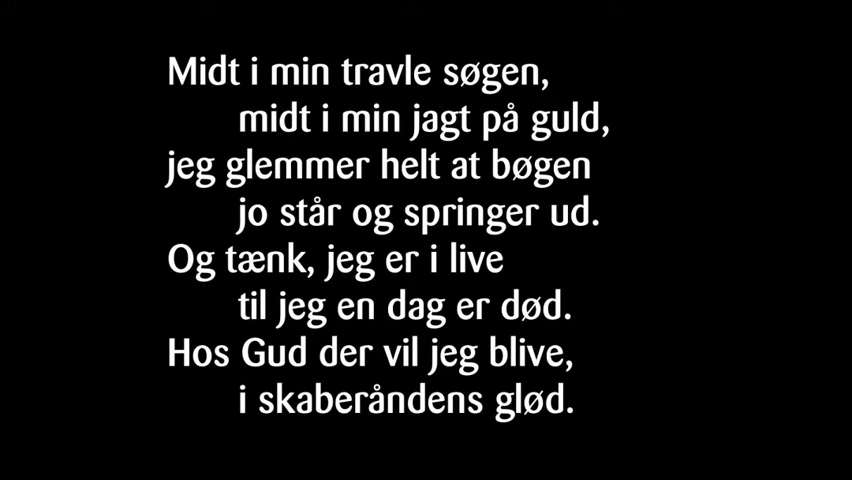 Midt i min travle søgen,
midt i min jagt på guld,
jeg glemmer helt at bøgen
jo står og springer ud.
Og tænk, jeg er i live
til jeg en dag er død.
Hos Gud der vil jeg blive,
i skaberåndens glød.